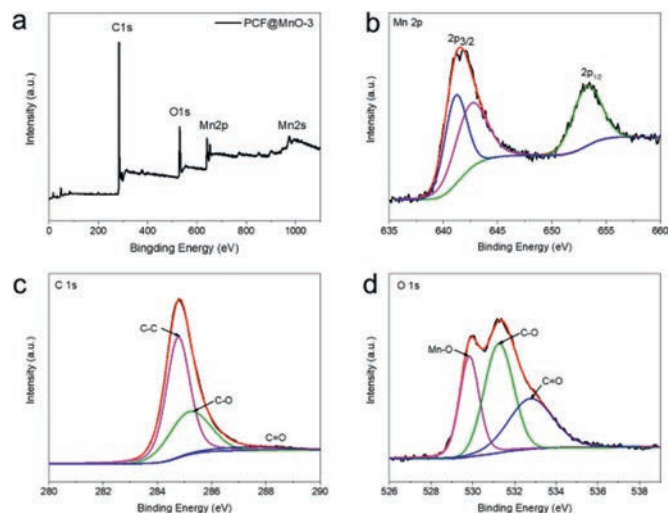 a
PCF@MnO-3
C1s
O1s
Mn2p
Mn2s
Intensity (a.u.)
0 200 400 600 800 1000
Bingding Energy (eV)
b
Mn 2p
2p3/2
2p1/2
Intensity (a.u.)
635 640 645 650 655 660
Binding Energy (eV)
c
C 1s
C-C
C-O
C=O
Intensity (a.u.)
280 282 284 286 288 290
Binding Energy (eV)
d
O 1s
Mn-O
C-O
C=O
Intensity (a.u.)
526 528 530 532 534 536 538
Binding Energy (eV)